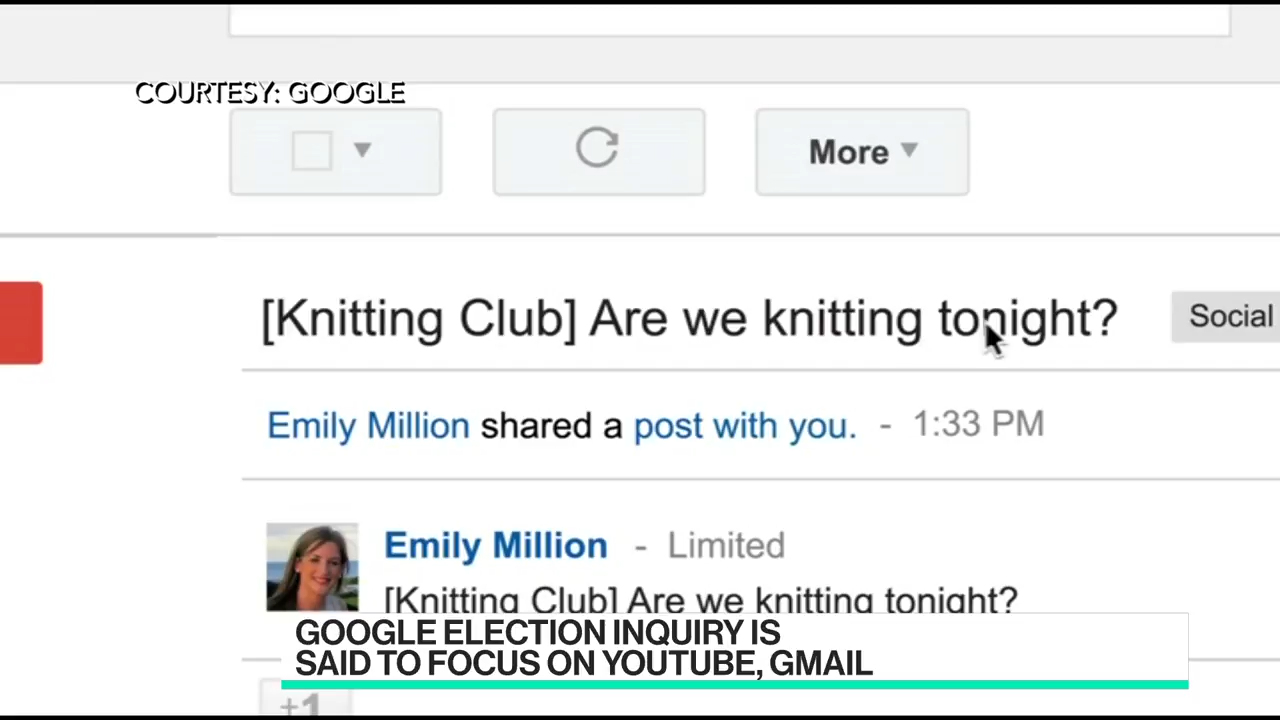 COURTESY: GOOGLE
More
[Knitting Club] Are we knitting tonight?
Social
Emily Million shared a post with you. - 1:33 PM
Emily Million - Limited
[Knitting Club] Are we knitting tonight?
GOOGLE ELECTION INQUIRY IS
SAID TO FOCUS ON YOUTUBE, GMAIL
+1